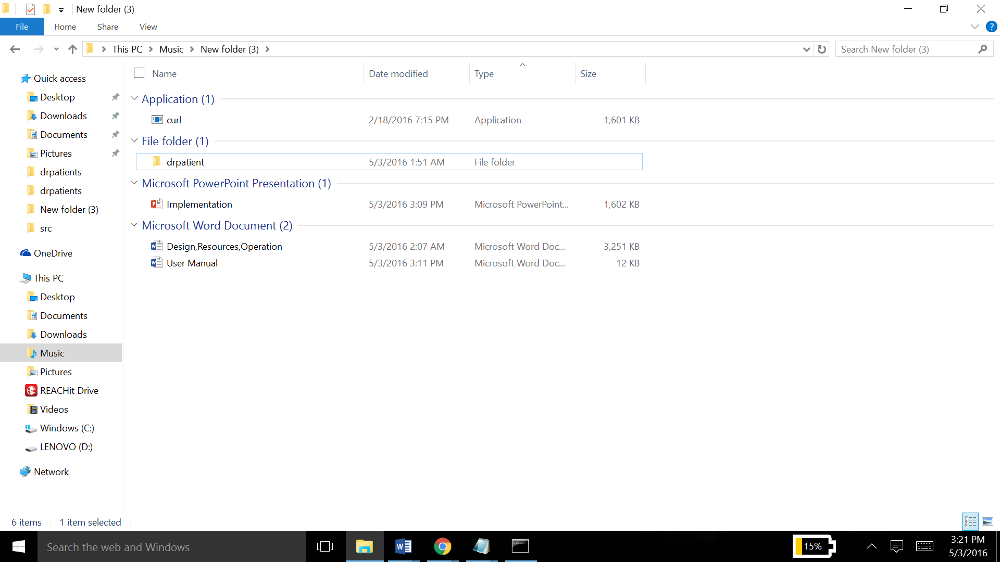 New folder (3)
File Home Share View
This PC Music New folder (3)
Search New folder (3)
Name Date modified Type Size
Quick access
Desktop
Downloads
Documents
Pictures
drpatients
drpatients
New folder (3)
src
OneDrive
This PC
Desktop
Documents
Downloads
Music
Pictures
REACHit Drive
Videos
Windows (C:)
LENOVO (D:)
Network
Application (1)
curl 2/18/2016 7:15 PM Application 1,601 KB
File folder (1)
drpatient 5/3/2016 1:51 AM File folder
Microsoft PowerPoint Presentation (1)
Implementation 5/3/2016 3:09 PM Microsoft PowerPoint... 1,602 KB
Microsoft Word Document (2)
Design,Resources,Operation 5/3/2016 2:07 AM Microsoft Word Doc... 3,251 KB
User Manual 5/3/2016 3:11 PM Microsoft Word Doc... 12 KB
6 items 1 item selected
Search the web and Windows
15%
3:21 PM
5/3/2016